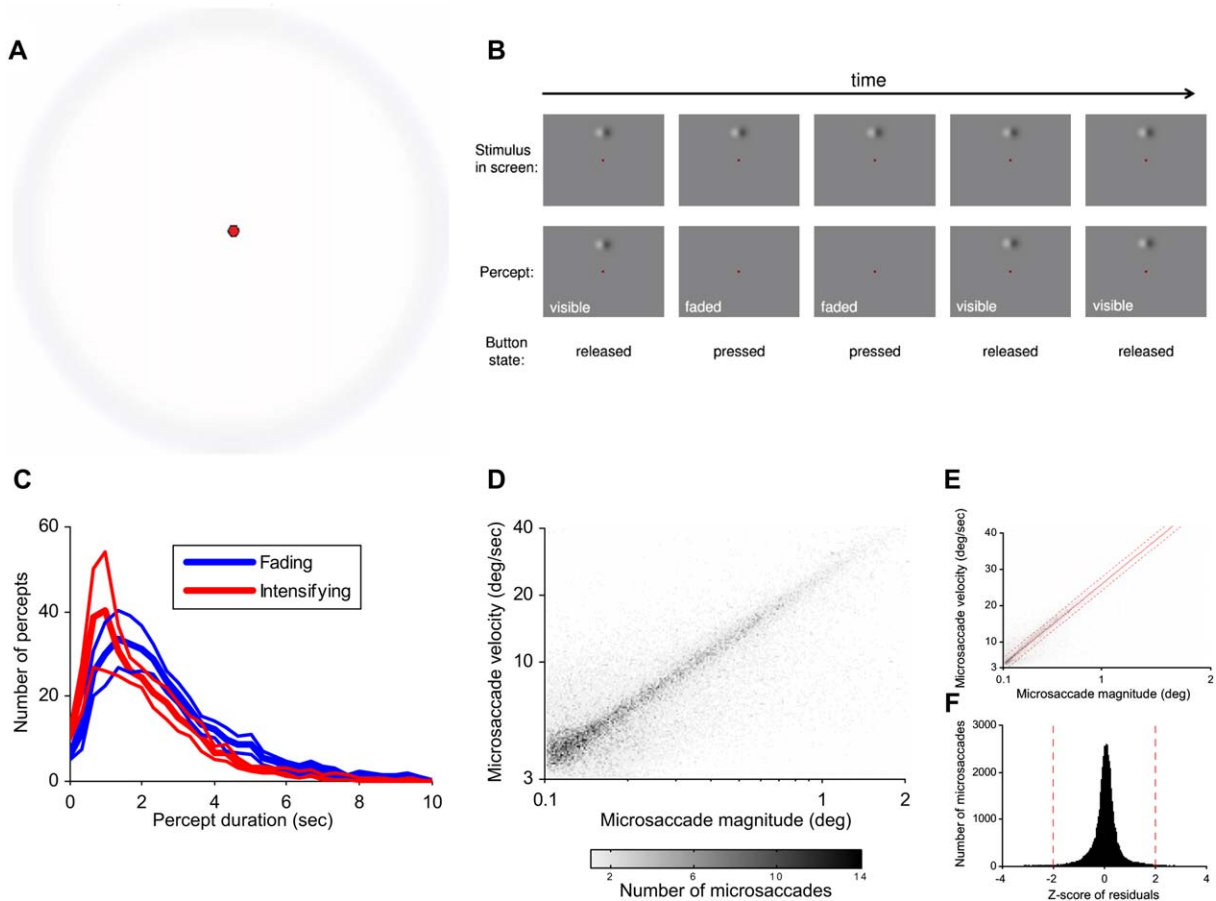 A
B
time
Stimulus
in screen:
Percept:
visible
faded
faded
visible
visible
Button
state:
released
pressed
pressed
released
released
C
60
40
20
0
Number of percepts
Fading
Intensifying
0 2 4 6 8 10
Percept duration (sec)
D
40
20
10
3
Microsaccade velocity (deg/sec)
0.1 1 2
Microsaccade magnitude (deg)
2 6 10 14
Number of microsaccades
E
40
30
20
10
3
Microsaccade velocity (deg/sec)
0.1 1 2
Microsaccade magnitude (deg)
F
3000
2000
1000
0
Number of microsaccades
-4 -2 0 2 4
Z-score of residuals